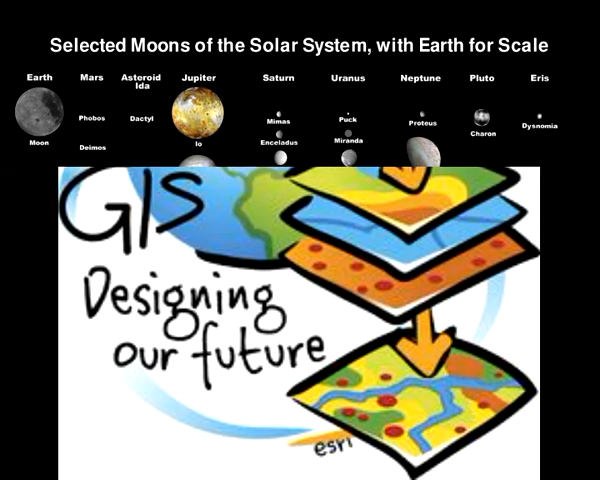 Selected Moons of the Solar System, with Earth for Scale
Earth Mars Asteroid Ida Jupiter Saturn Uranus Neptune Pluto Eris
Moon Phobos Dactyl Io Mimas Puck Proteus Charon Dysnomia
Deimos Enceladus Miranda
GIS
Designing
our future
esri